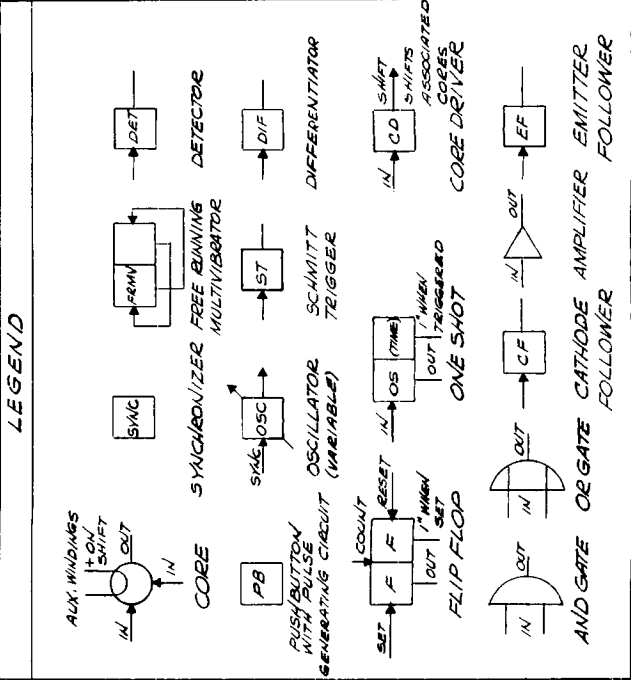 LEGEND
AUX. WINDINGS
+ ON
SHIFT
IN
OUT
IN
CORE
SYNC
SYNCHRONIZER
FRMV
FREE RUNNING
MULTIVIBRATOR
DET
DETECTOR
PB
PUSH BUTTON
WITH PULSE
GENERATING CIRCUIT
SYNC
OSC
OSCILLATOR
(VARIABLE)
ST
SCHMITT
TRIGGER
DIF
DIFFERENTIATOR
COUNT
SET
F
F
RESET
OUT
1" WHEN
SET
FLIP FLOP
IN
OS
(TIME)
OUT
1" WHEN
TRIGGERED
ONE SHOT
IN
CD
SHIFT
SHIFTS
ASSOCIATED
CORES
CORE DRIVER
IN
OUT
AND GATE
IN
OUT
OR GATE
CF
CATHODE
FOLLOWER
IN
OUT
AMPLIFIER
EF
EMITTER
FOLLOWER